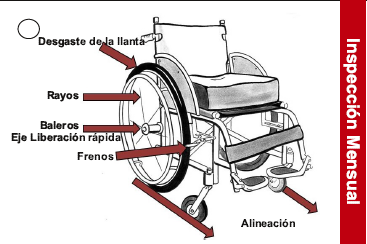 Desgaste de la llanta
Rayos
Baleros
Eje Liberación rápida
Frenos
Alineación
Inspección Mensual